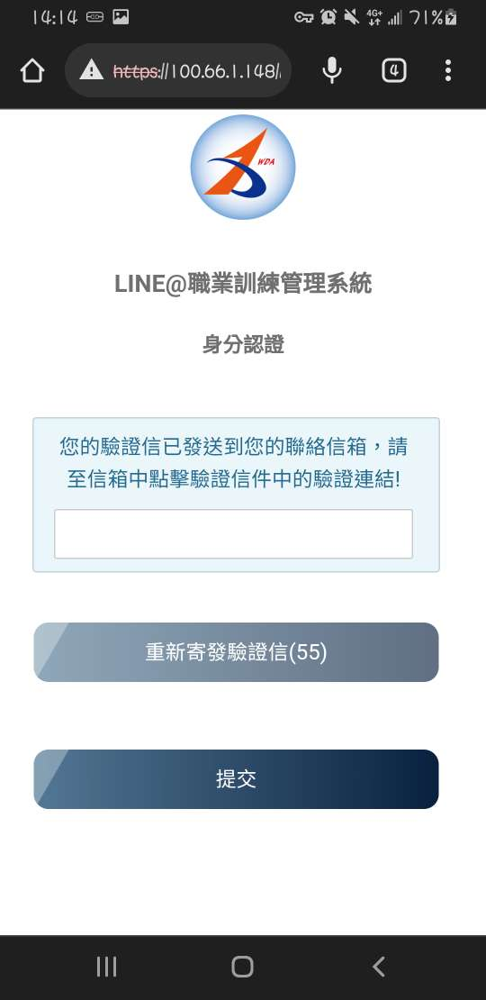 14:14
4G+
71%
https://100.66.1.148/
4
WDA
LINE@職業訓練管理系統
身分認證
您的驗證信已發送到您的聯絡信箱，請
至信箱中點擊驗證信件中的驗證連結!
重新寄發驗證信(55)
提交